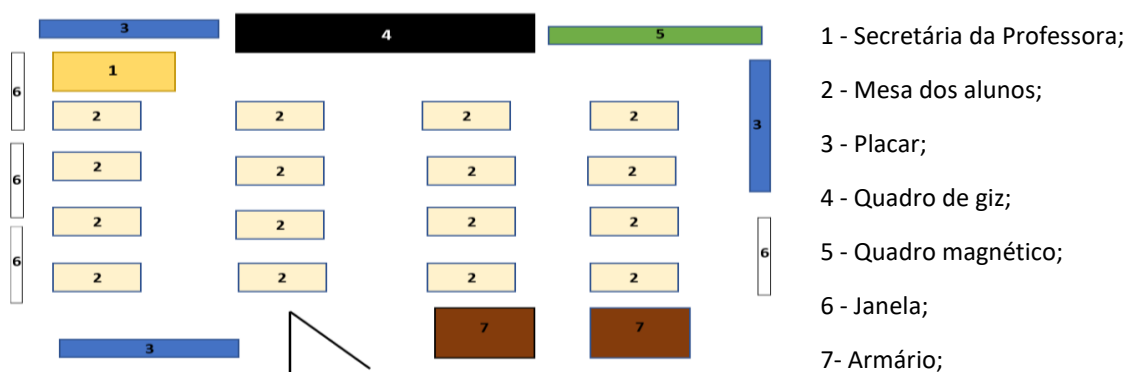 3
4
5
1 - Secretária da Professora;
1
6
2 - Mesa dos alunos;
2 2 2 2
3
3 - Placar;
6
2 2 2 2
4 - Quadro de giz;
2 2 2 2
5 - Quadro magnético;
6
6
2 2 2 2
6 - Janela;
7 7
3
7- Armário;